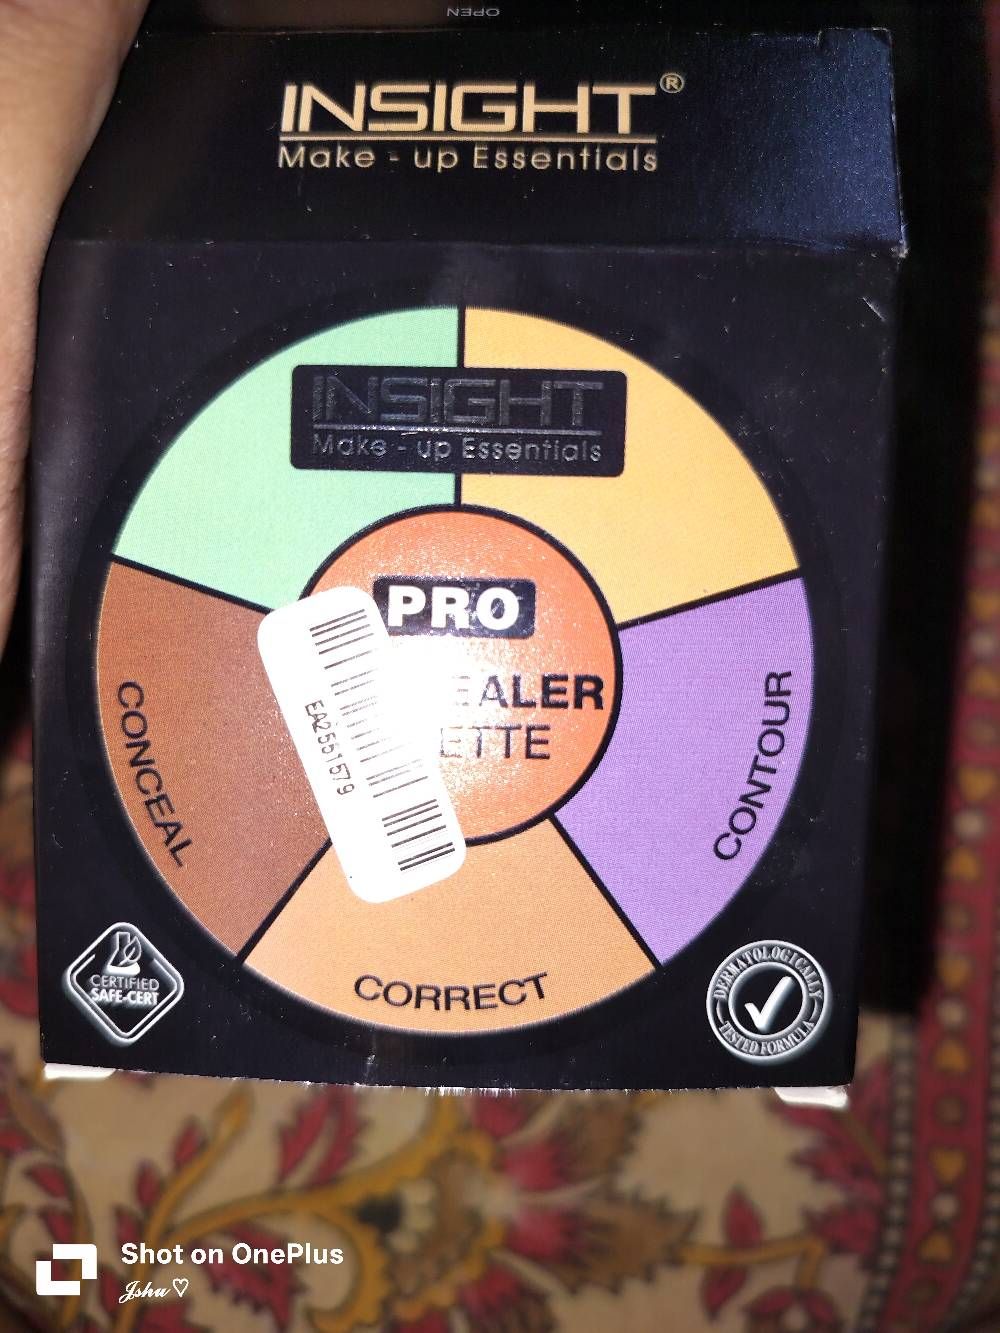 OPEN
INSIGHT®
Make - up Essentials
INSIGHT
Make - up Essentials
PRO
EALER
ETTE
EA2551579
CONCEAL
CORRECT
CONTOUR
CERTIFIED
SAFE-CERT
DERMATOLOGICALLY
TESTED FORMULA
Shot on OnePlus
Jshu♡